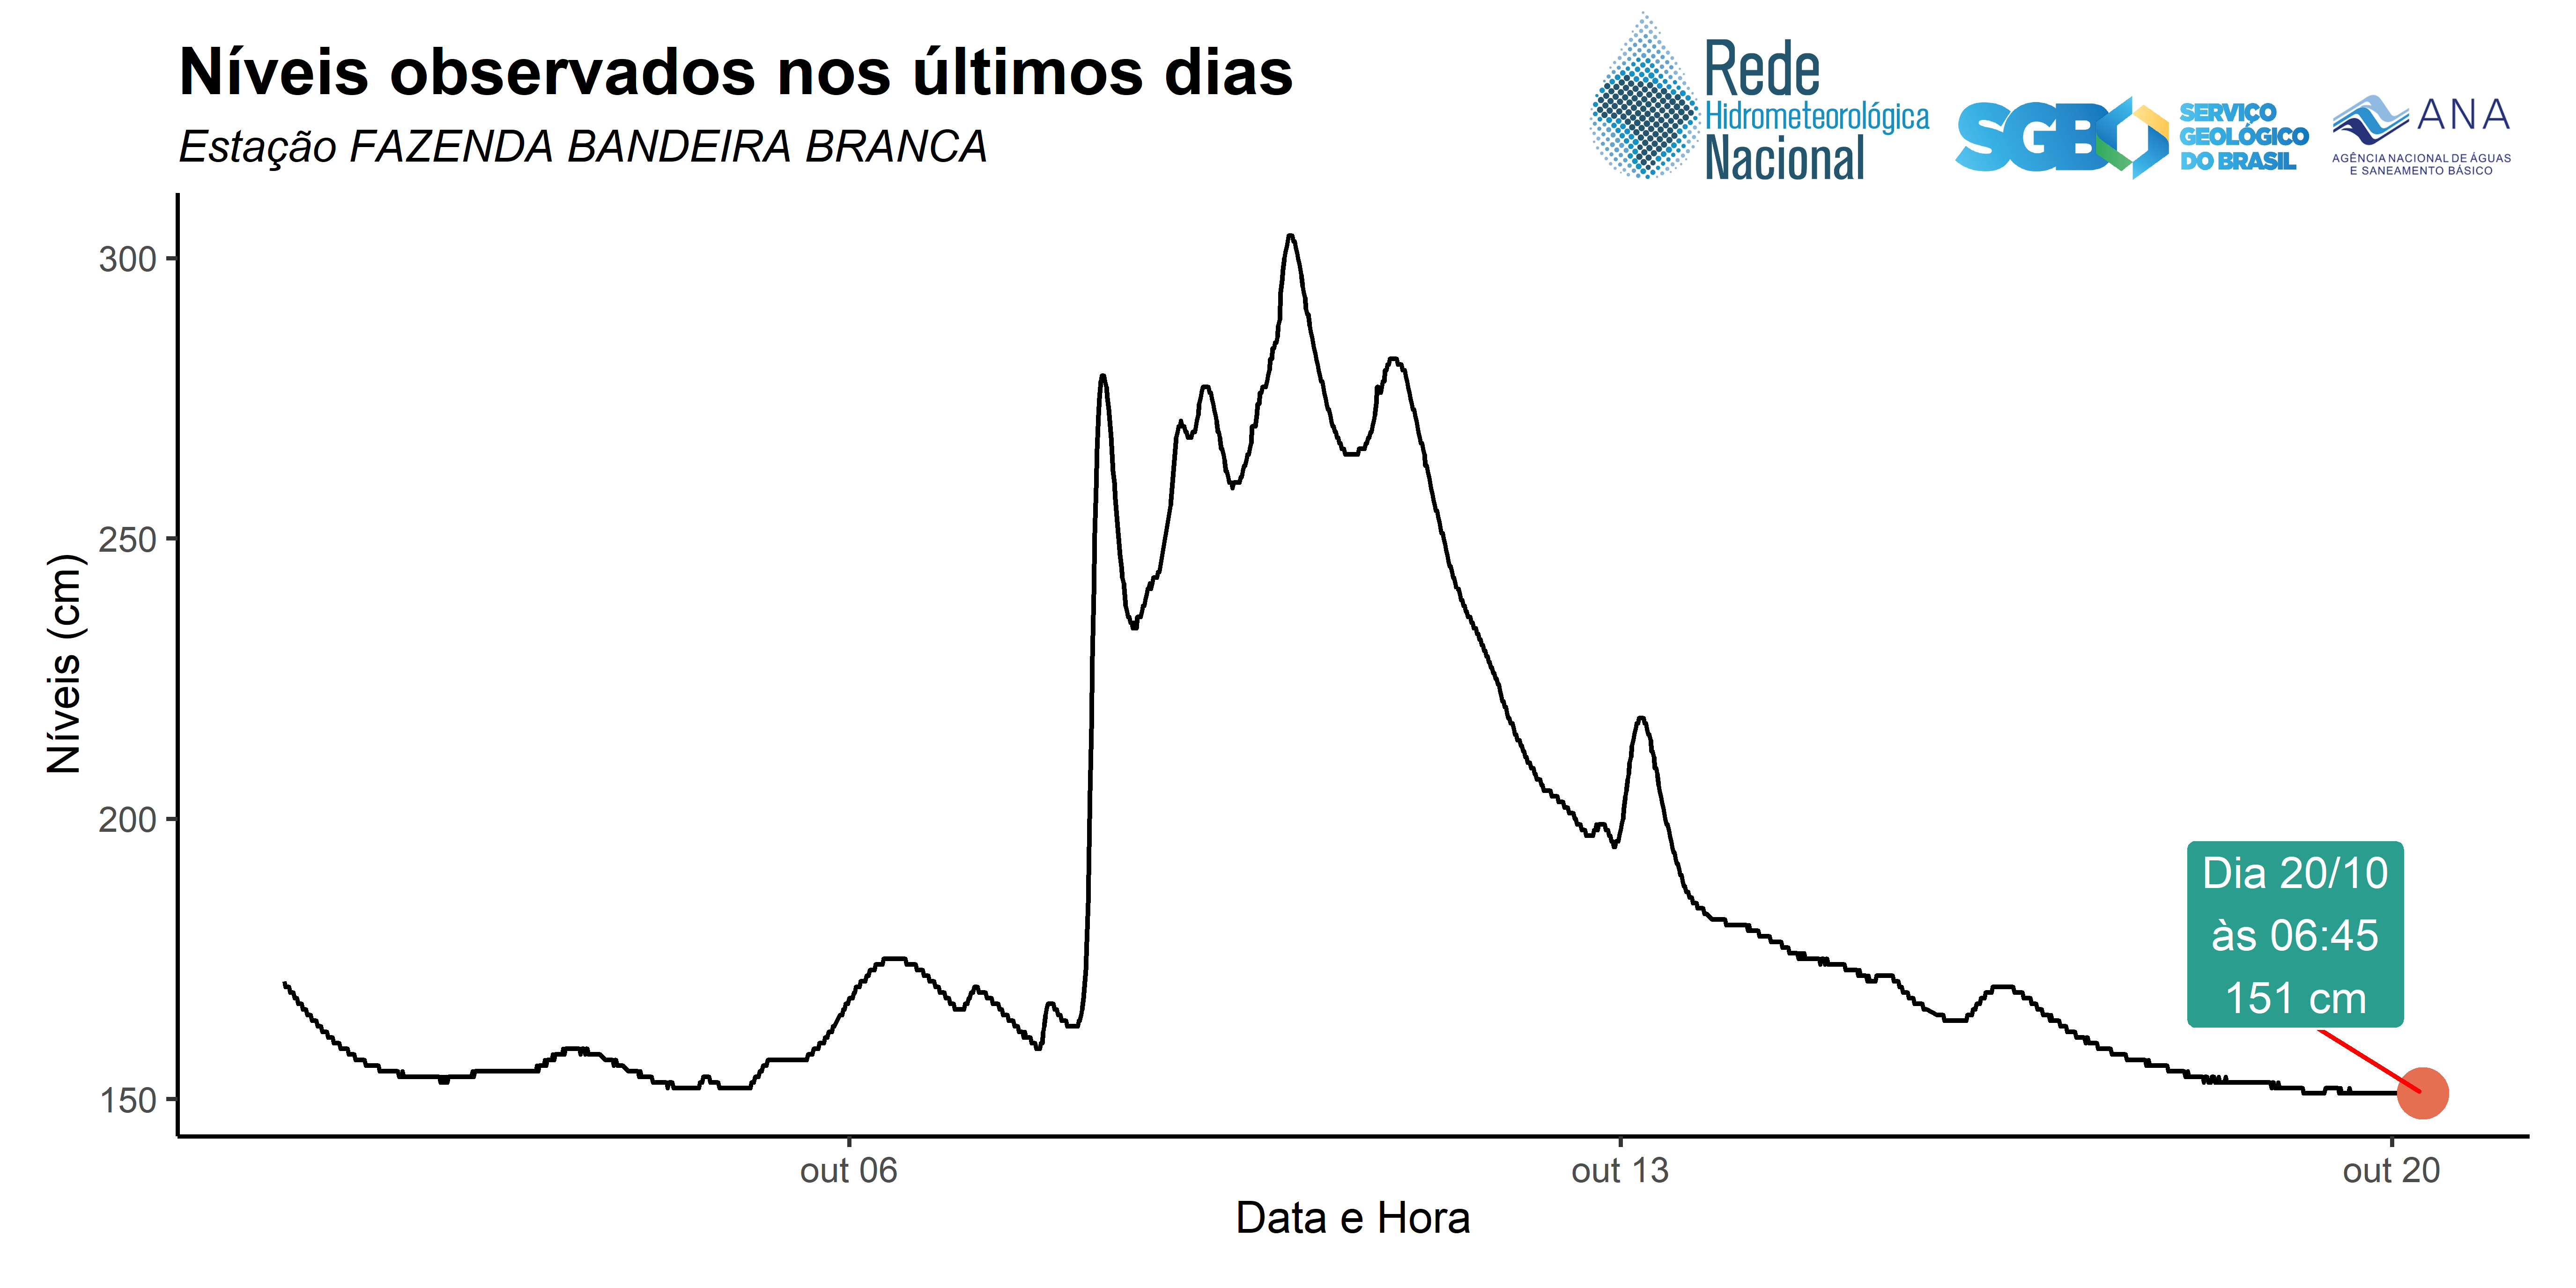 Níveis observados nos últimos dias
Estação FAZENDA BANDEIRA BRANCA
Rede
Hidrometeorológica
Nacional
SGB
SERVIÇO
GEOLÓGICO
DO BRASIL
ANA
AGÊNCIA NACIONAL DE ÁGUAS
E SANEAMENTO BÁSICO
Níveis (cm)
300
250
200
150
Dia 20/10
às 06:45
151 cm
out 06
out 13
out 20
Data e Hora